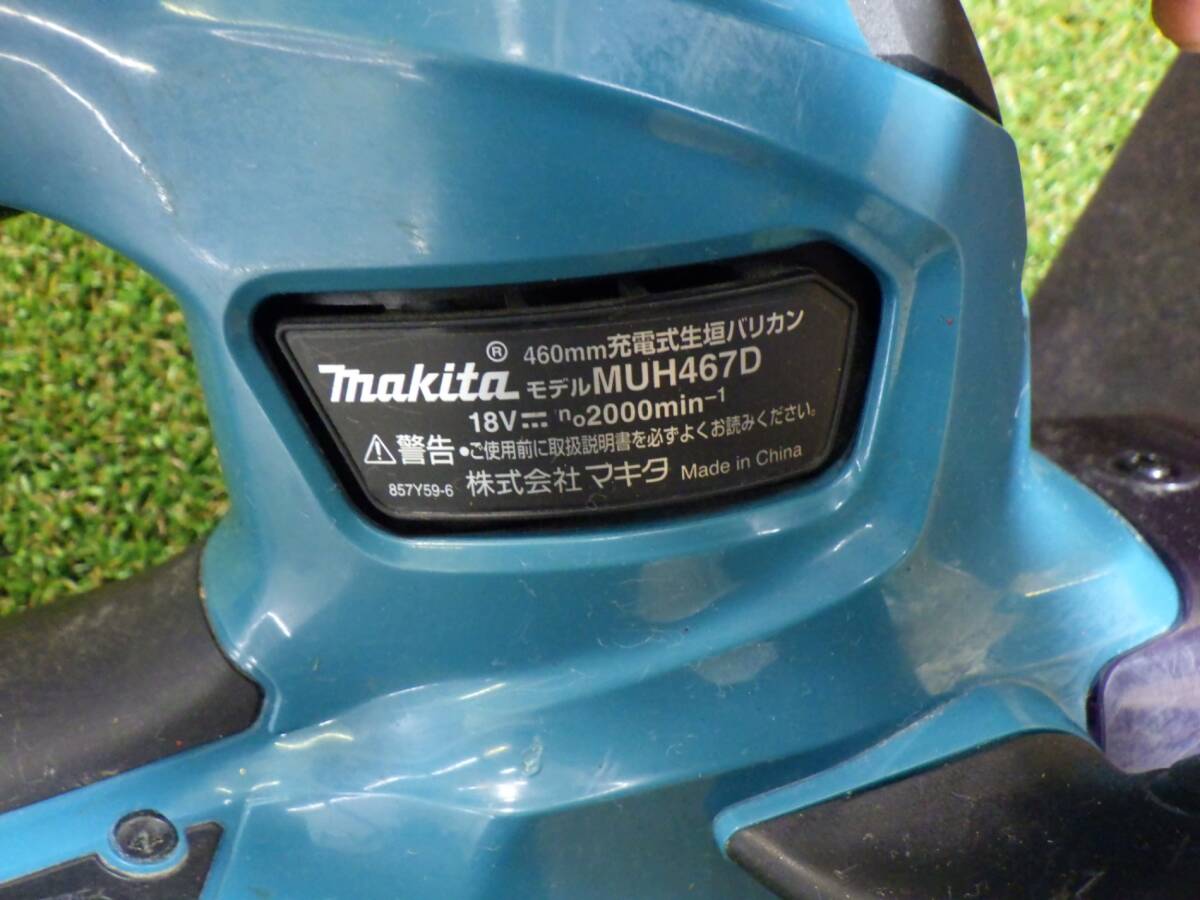 makita® 460mm充電式生垣バリカン
モデルMUH467D
18V⎓ n₀2000min⁻¹
⚠警告 •ご使用前に取扱説明書を必ずよくお読みください。
857Y59-6 株式会社 マキタ Made in China